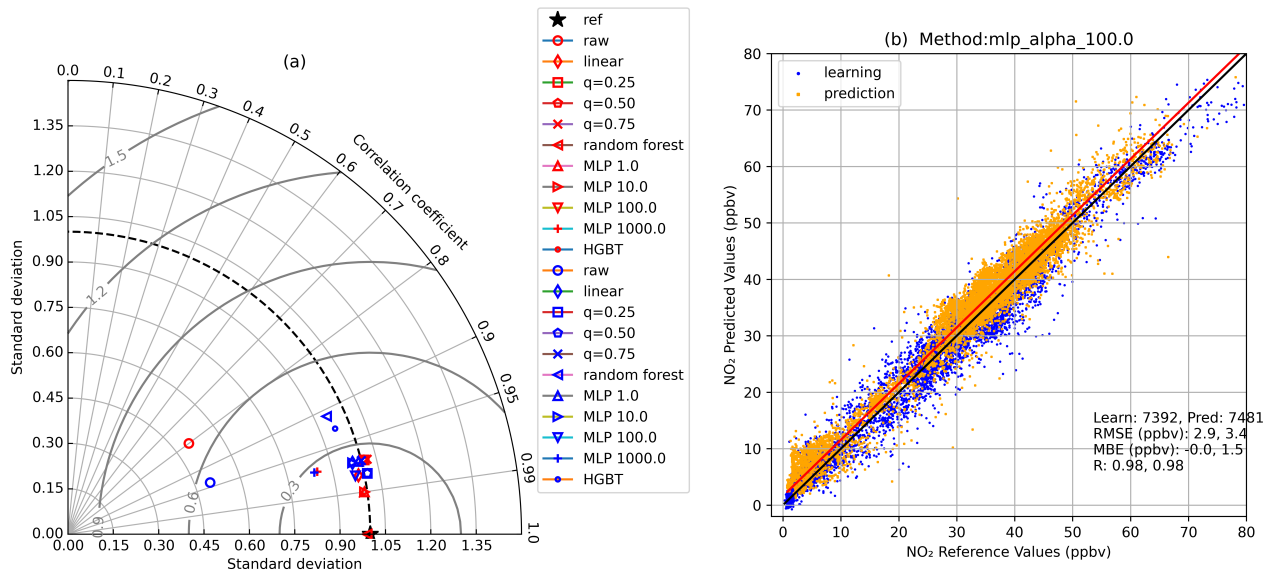 (a)
0.0 0.1 0.2 0.3 0.4 0.5 0.6 0.7 0.8 0.9 0.95 0.99 1.0
Correlation coefficient
Standard deviation
1.35
1.20
1.05
0.90
0.75
0.60
0.45
0.30
0.15
0.00
1.5
1.2
0.9
0.6
0.3
0.00 0.15 0.30 0.45 0.60 0.75 0.90 1.05 1.20 1.35
Standard deviation
ref
raw
linear
q=0.25
q=0.50
q=0.75
random forest
MLP 1.0
MLP 10.0
MLP 100.0
MLP 1000.0
HGBT
raw
linear
q=0.25
q=0.50
q=0.75
random forest
MLP 1.0
MLP 10.0
MLP 100.0
MLP 1000.0
HGBT
(b) Method:mlp_alpha_100.0
learning
prediction
NO₂ Predicted Values (ppbv)
80
70
60
50
40
30
20
10
0
Learn: 7392, Pred: 7481
RMSE (ppbv): 2.9, 3.4
MBE (ppbv): -0.0, 1.5
R: 0.98, 0.98
0 10 20 30 40 50 60 70 80
NO₂ Reference Values (ppbv)